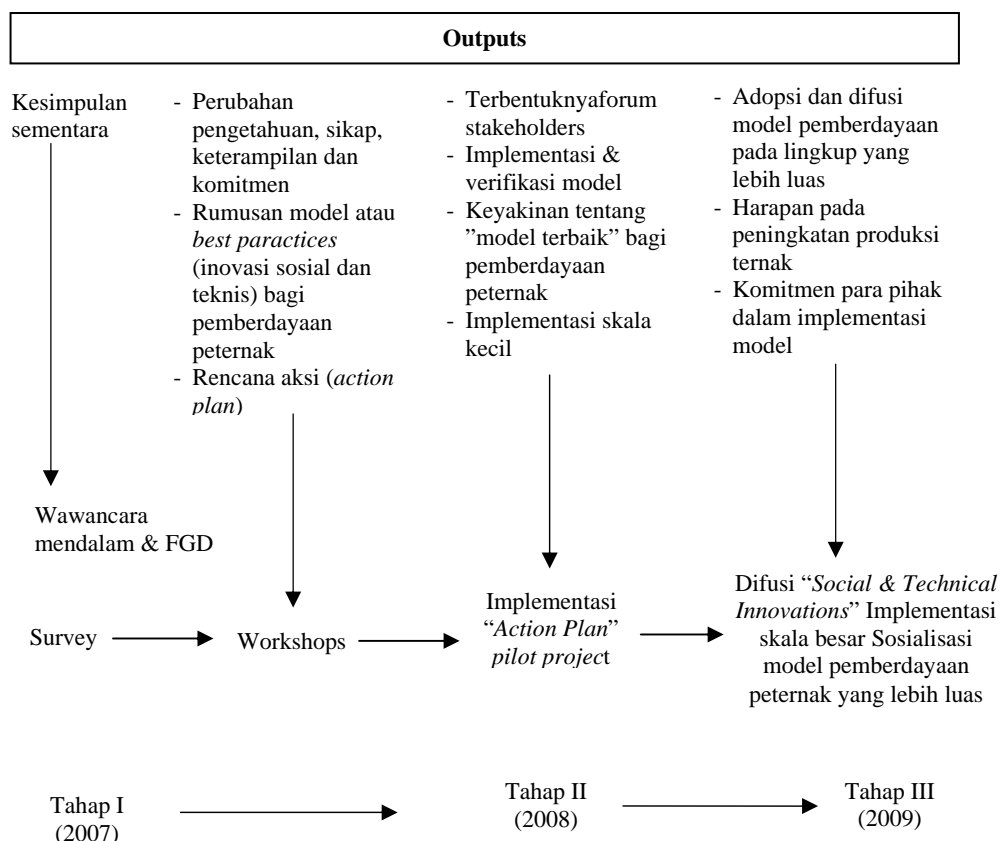 Outputs
Kesimpulan
sementara
- Perubahan
pengetahuan, sikap,
keterampilan dan
komitmen
- Rumusan model atau
best paractices
(inovasi sosial dan
teknis) bagi
pemberdayaan
peternak
- Rencana aksi (action
plan)
- Terbentuknyaforum
stakeholders
- Implementasi &
verifikasi model
- Keyakinan tentang
”model terbaik” bagi
pemberdayaan
peternak
- Implementasi skala
kecil
- Adopsi dan difusi
model pemberdayaan
pada lingkup yang
lebih luas
- Harapan pada
peningkatan produksi
ternak
- Komitmen para pihak
dalam implementasi
model
Wawancara
mendalam & FGD
Survey
Workshops
Implementasi
“Action Plan”
pilot project
Difusi “Social & Technical
Innovations” Implementasi
skala besar Sosialisasi
model pemberdayaan
peternak yang lebih luas
Tahap I
(2007)
Tahap II
(2008)
Tahap III
(2009)